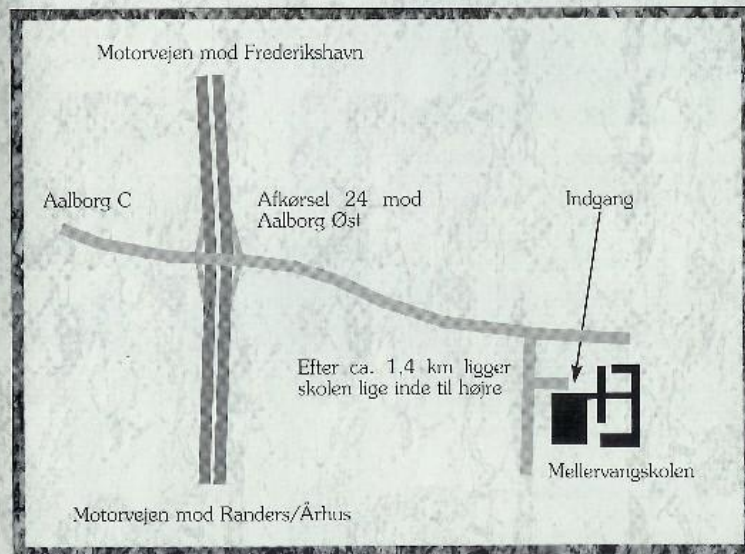 Motorvejen mod Frederikshavn
Aalborg C
Afkørsel 24 mod
Aalborg Øst
Indgang
Efter ca. 1,4 km ligger
skolen lige inde til højre
Mellervangskolen
Motorvejen mod Randers/Århus